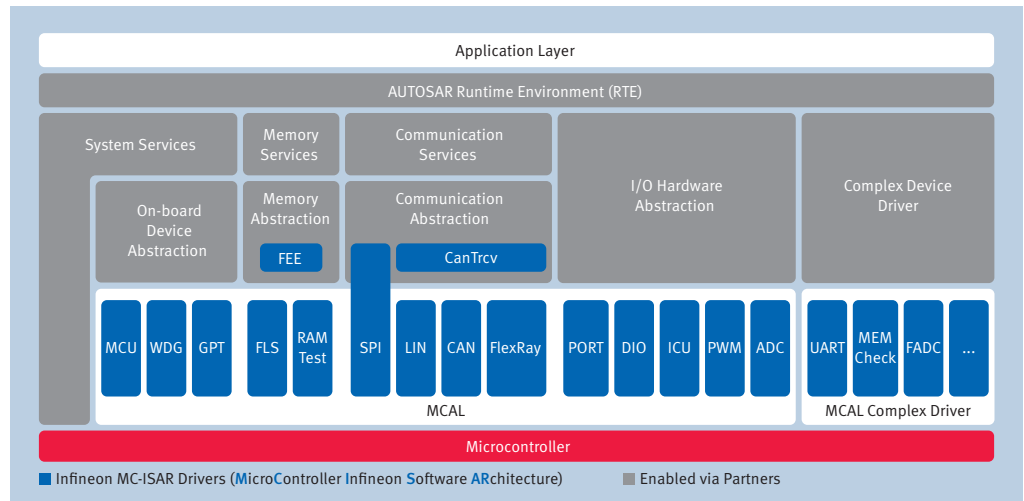 Application Layer
AUTOSAR Runtime Environment (RTE)
System Services
Memory
Services
Communication
Services
I/O Hardware
Abstraction
Complex Device
Driver
On-board
Device
Abstraction
Memory
Abstraction
FEE
Communication
Abstraction
CanTrcv
MCU
WDG
GPT
FLS
RAM
Test
SPI
LIN
CAN
FlexRay
PORT
DIO
ICU
PWM
ADC
UART
MEM
Check
FADC
...
MCAL
MCAL Complex Driver
Microcontroller
Infineon MC-ISAR Drivers (MicroController Infineon Software ARchitecture)
Enabled via Partners